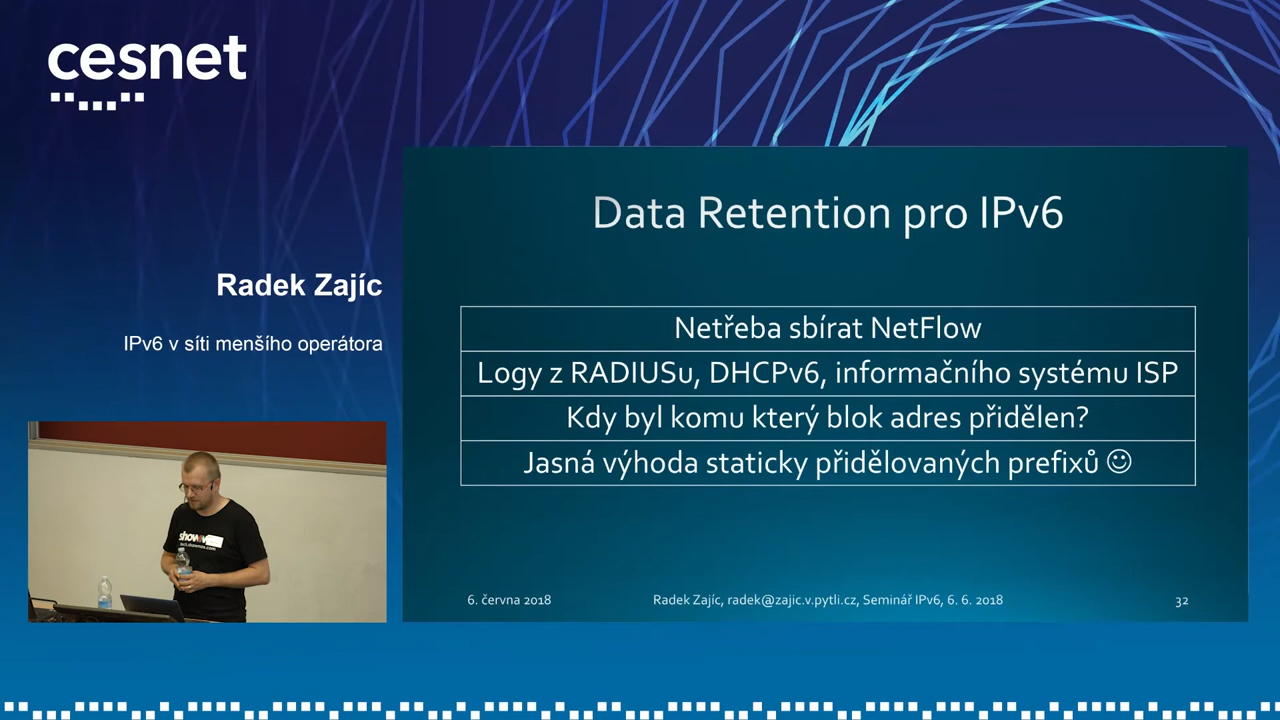 cesnet
Radek Zajíc
IPv6 v síti menšího operátora
Data Retention pro IPv6
Netřeba sbírat NetFlow
Logy z RADIUSu, DHCPv6, informačního systému ISP
Kdy byl komu který blok adres přidělen?
Jasná výhoda staticky přidělovaných prefixů ☺
6. června 2018
Radek Zajíc, radek@zajic.v.pytli.cz, Seminář IPv6, 6. 6. 2018
32